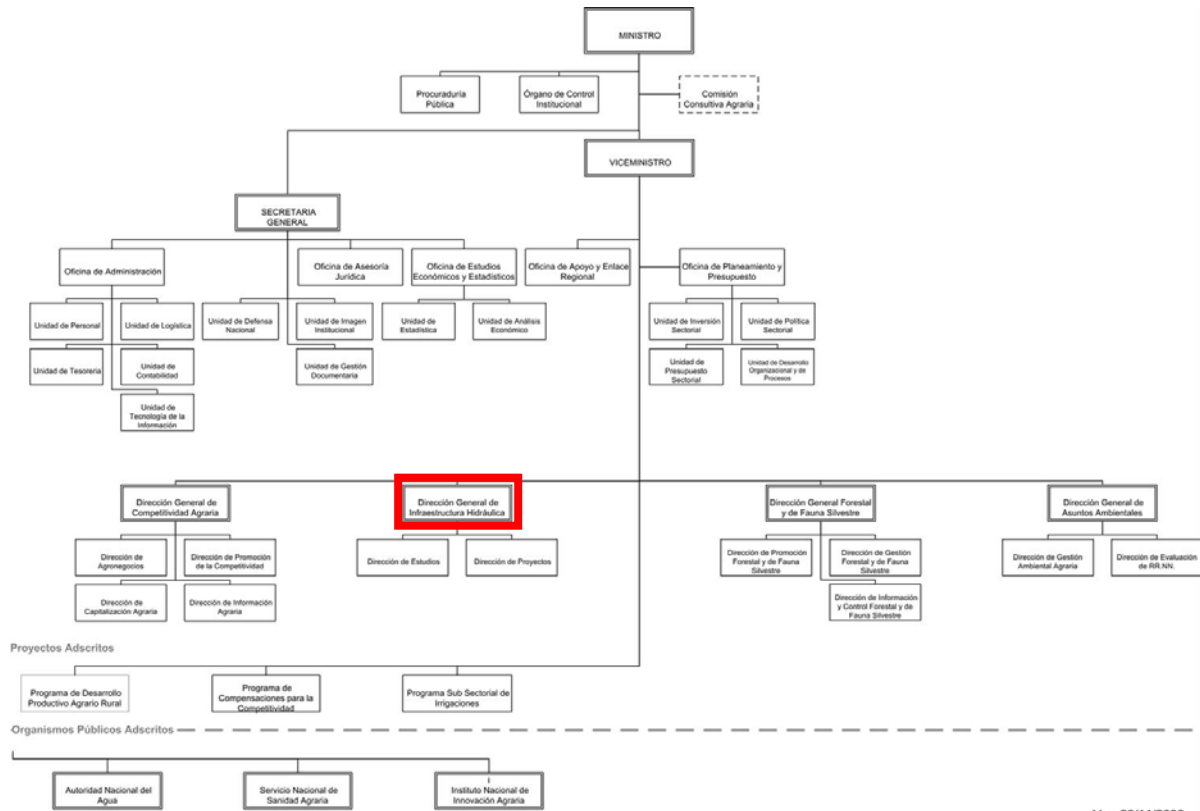 MINISTRO
Procuraduría
Pública
Órgano de Control
Institucional
Comisión
Consultiva Agraria
VICEMINISTRO
SECRETARIA
GENERAL
Oficina de Administración
Oficina de Asesoría
Jurídica
Oficina de Estudios
Económicos y Estadísticos
Oficina de Apoyo y Enlace
Regional
Oficina de Planeamiento y
Presupuesto
Unidad de Personal
Unidad de Logística
Unidad de Defensa
Nacional
Unidad de Imagen
Institucional
Unidad de
Estadística
Unidad de Análisis
Económico
Unidad de Inversión
Sectorial
Unidad de Política
Sectorial
Unidad de Tesoreria
Unidad de
Contabilidad
Unidad de Gestión
Documentaria
Unidad de
Presupuesto
Sectorial
Unidad de Desarrollo
Organizacional y de
Procesos
Unidad de
Tecnología de la
Información
Dirección General de
Competitividad Agraria
Dirección General de
Infraestructura Hidráulica
Dirección General Forestal
y de Fauna Silvestre
Dirección General de
Asuntos Ambientales
Dirección de
Agronegocios
Dirección de Promoción
de la Competitividad
Dirección de Estudios
Dirección de Proyectos
Dirección de Promoción
Forestal y de Fauna
Silvestre
Dirección de Gestión
Forestal y de Fauna
Silvestre
Dirección de Gestión
Ambiental Agraria
Dirección de Evaluación
de RR.NN.
Dirección de
Capitalización Agraria
Dirección de Información
Agraria
Dirección de Información
y Control Forestal y de
Fauna Silvestre
Proyectos Adscritos
Programa de Desarrollo
Productivo Agrario Rural
Programa de
Compensaciones para la
Competitividad
Programa Sub Sectorial de
Irrigaciones
Organismos Públicos Adscritos
Autoridad Nacional del
Agua
Servicio Nacional de
Sanidad Agraria
Instituto Nacional de
Innovación Agraria